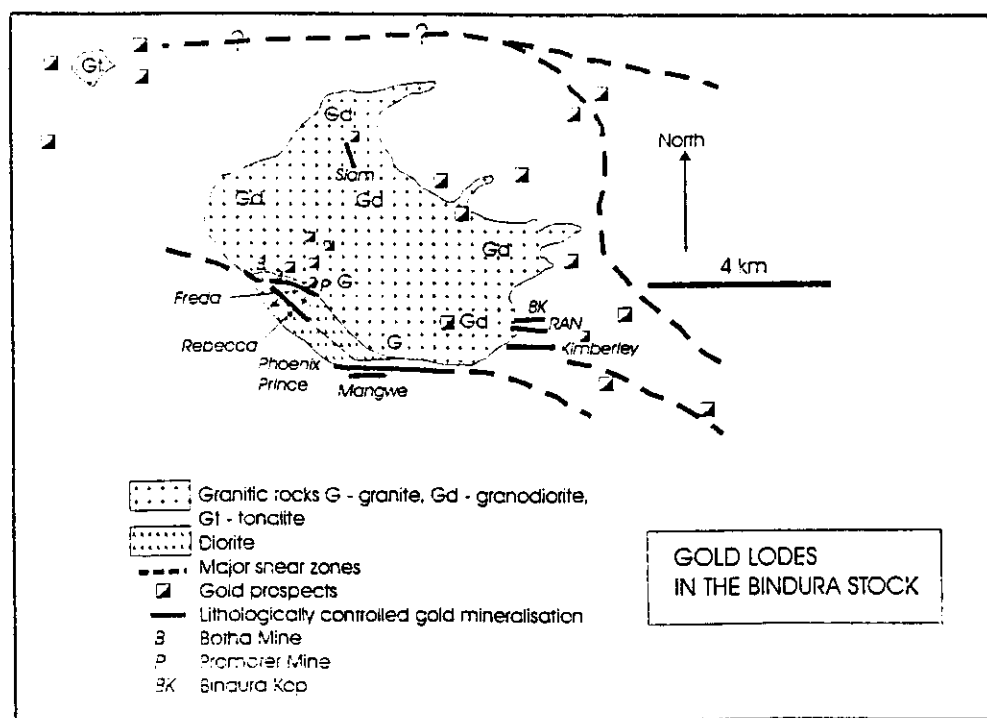 ? ?
Gt
Gd
North
Siam
Gd Gd
Gd
4 km
B
P G
Freda
BK
Gd RAN
Rebecca
G Kimberley
Phoenix
Prince
Mangwe
Granitic rocks G - granite, Gd - granodiorite,
Gt - tonalite
Diorite
Major shear zones
Gold prospects
Lithologically controlled gold mineralisation
B Botha Mine
P Promoter Mine
BK Bindura Kop
GOLD LODES
IN THE BINDURA STOCK